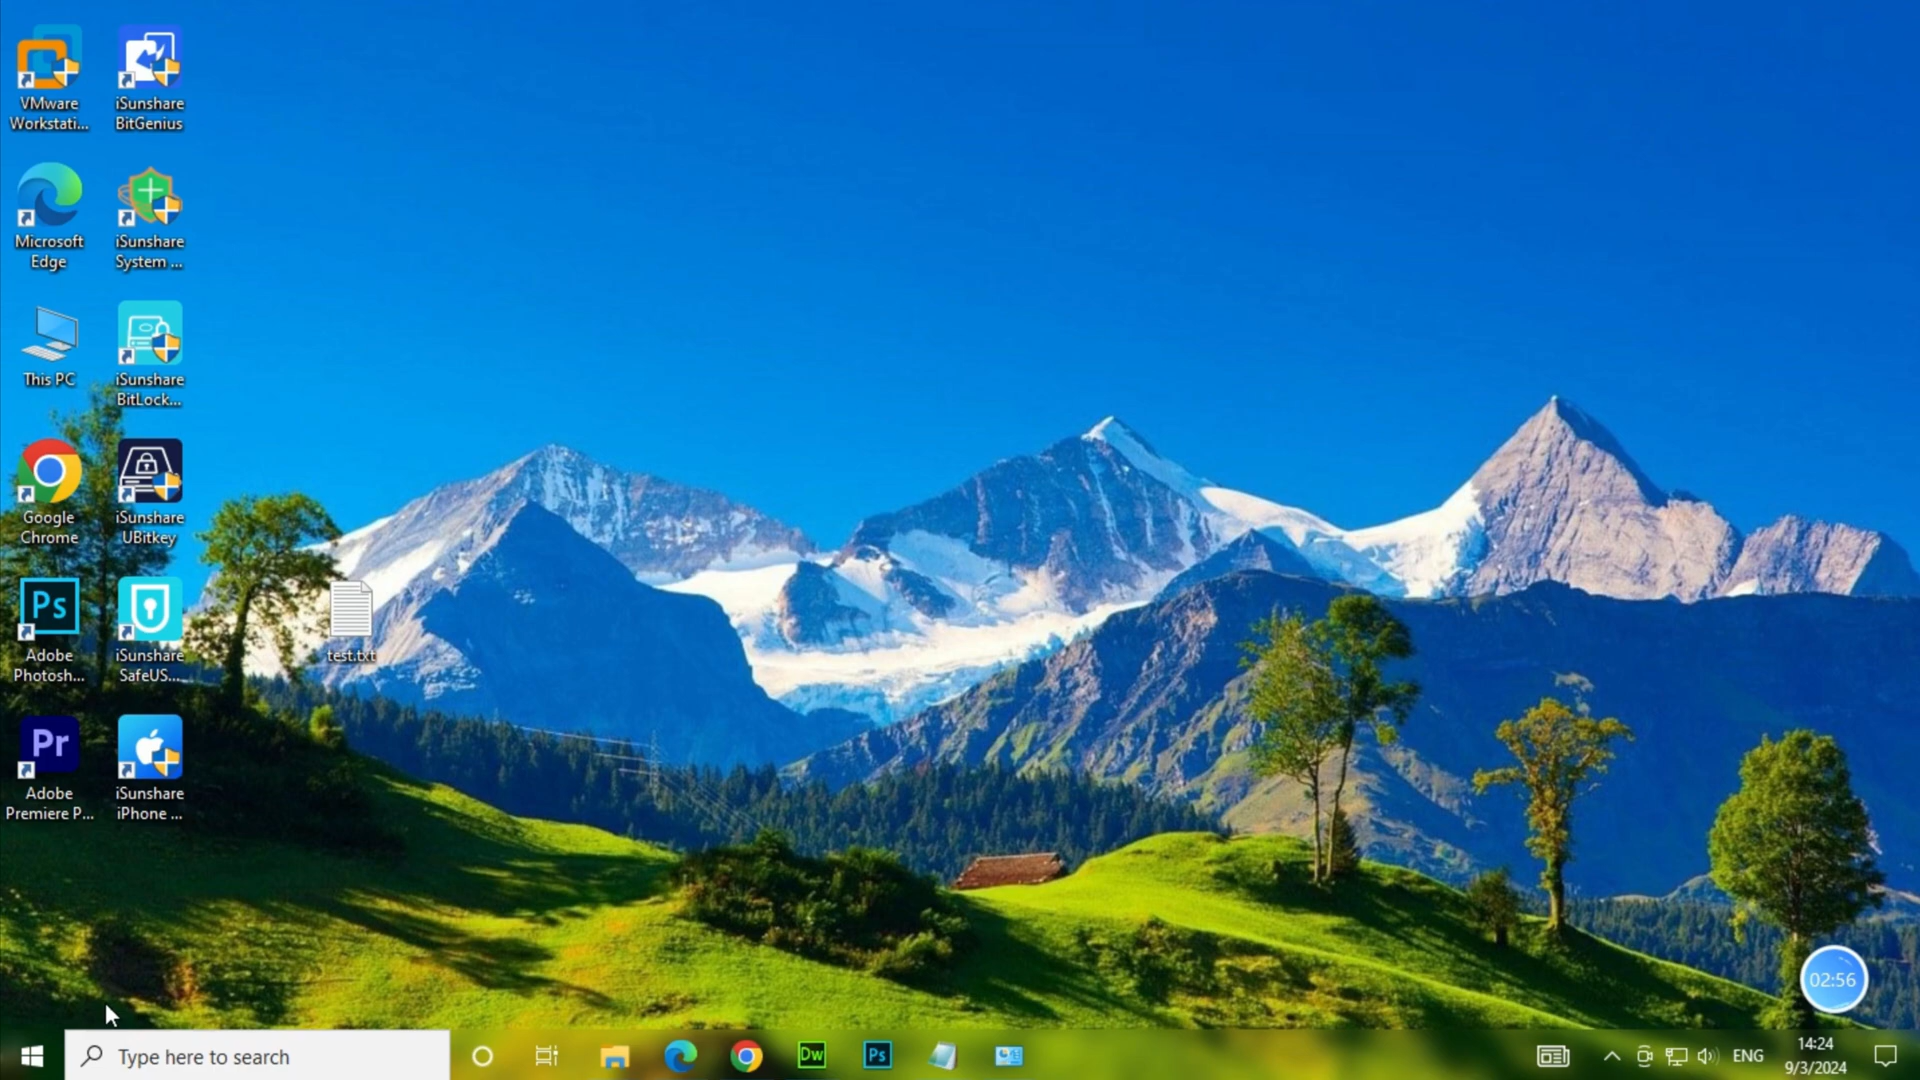 VMware
Workstati...
iSunshare
BitGenius
Microsoft
Edge
iSunshare
System ...
This PC
iSunshare
BitLock...
Google
Chrome
iSunshare
UBitkey
Ps
Adobe
Photosh...
iSunshare
SafeUS...
test.txt
Pr
Adobe
Premiere P...
iSunshare
iPhone ...
02:56
Type here to search
Dw
Ps
ENG
14:24
9/3/2024